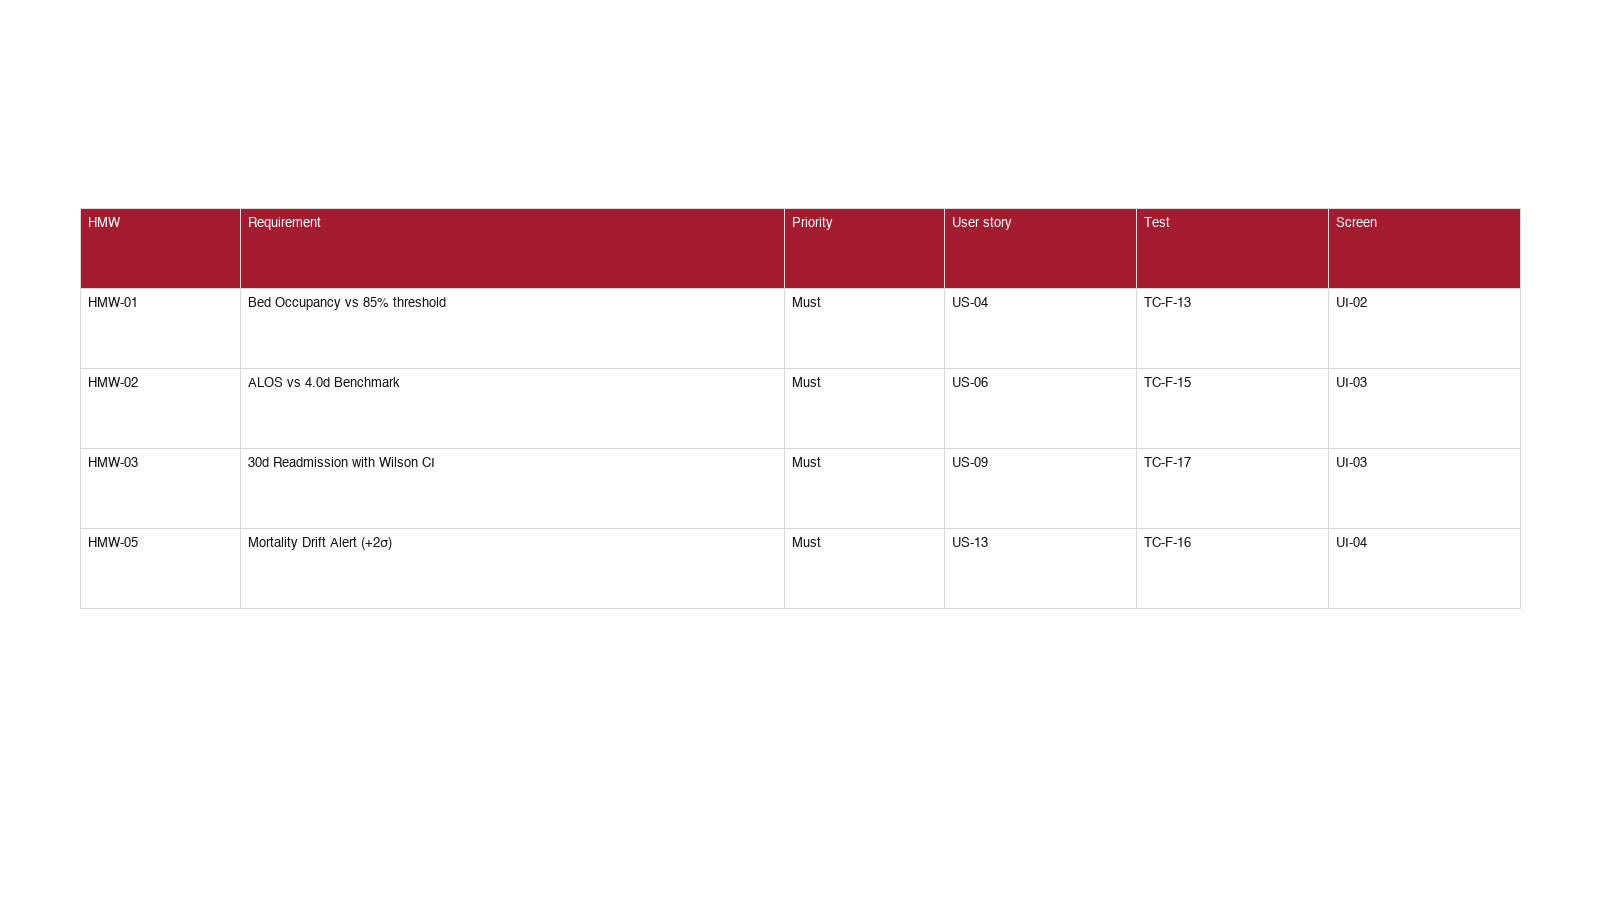 HMW Requirement Priority User story Test Screen
HMW-01 Bed Occupancy vs 85% threshold Must US-04 TC-F-13 UI-02
HMW-02 ALOS vs 4.0d Benchmark Must US-06 TC-F-15 UI-03
HMW-03 30d Readmission with Wilson CI Must US-09 TC-F-17 UI-03
HMW-05 Mortality Drift Alert (+2σ) Must US-13 TC-F-16 UI-04